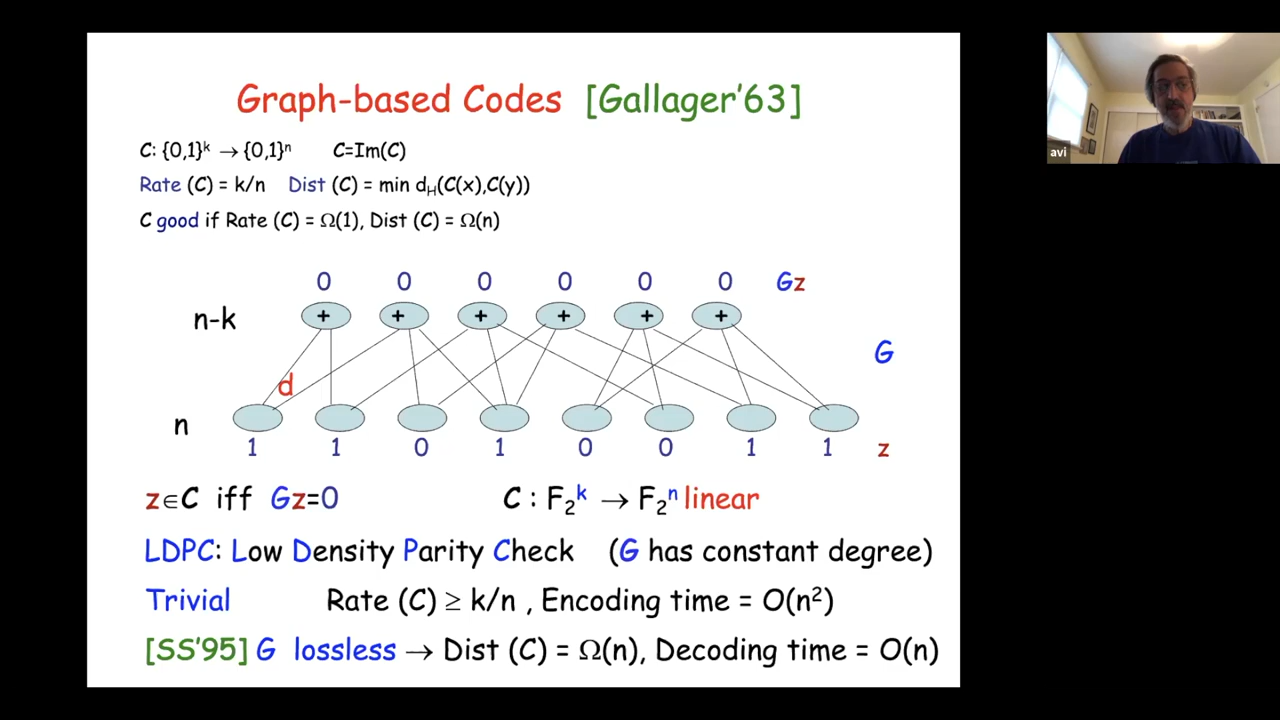 Graph-based Codes [Gallager'63]
C: {0,1}ᵏ → {0,1}ⁿ C=Im(C)
Rate (C) = k/n Dist (C) = min d_H(C(x),C(y))
C good if Rate (C) = Ω(1), Dist (C) = Ω(n)
0 0 0 0 0 0 Gz
n-k + + + + + +
G
d
n
1 1 0 1 0 0 1 1 z
z∈C iff Gz=0 C : F₂ᵏ → F₂ⁿ linear
LDPC: Low Density Parity Check (G has constant degree)
Trivial Rate (C) ≥ k/n , Encoding time = O(n²)
[SS'95] G lossless → Dist (C) = Ω(n), Decoding time = O(n)
avi